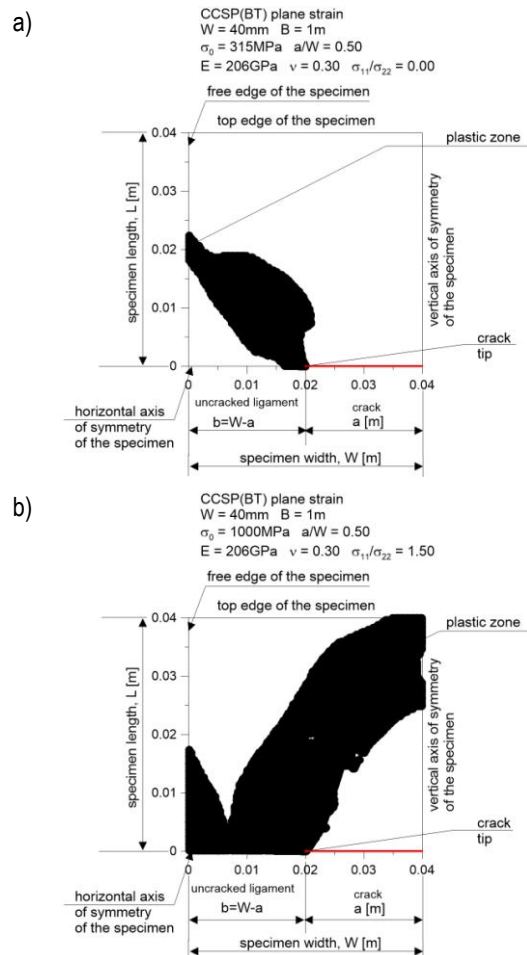 a)
CCSP(BT) plane strain
W = 40mm B = 1m
σ₀ = 315MPa a/W = 0.50
E = 206GPa ν = 0.30 σ₁₁/σ₂₂ = 0.00
free edge of the specimen
top edge of the specimen
plastic zone
0.04
0.03
0.02
0.01
0
specimen length, L [m]
vertical axis of symmetry
of the specimen
crack
tip
0 0.01 0.02 0.03 0.04
horizontal axis
of symmetry
of the specimen
uncracked ligament
b=W-a
crack
a [m]
specimen width, W [m]
b)
CCSP(BT) plane strain
W = 40mm B = 1m
σ₀ = 1000MPa a/W = 0.50
E = 206GPa ν = 0.30 σ₁₁/σ₂₂ = 1.50
free edge of the specimen
top edge of the specimen
plastic zone
0.04
0.03
0.02
0.01
0
specimen length, L [m]
vertical axis of symmetry
of the specimen
crack
tip
0 0.01 0.02 0.03 0.04
horizontal axis
of symmetry
of the specimen
uncracked ligament
b=W-a
crack
a [m]
specimen width, W [m]